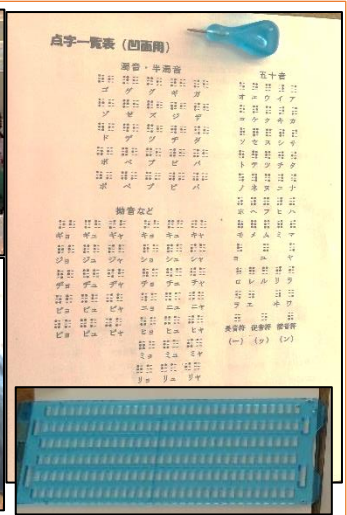 点字一覧表(凹面用)
濁音・半濁音
ゴ ゲ グ ギ ガ
ゾ ゼ ズ ジ ザ
ド デ ヅ ヂ ダ
ボ ベ ブ ビ バ
ポ ペ プ ピ パ
拗音など
ギョ ギュ ギャ キョ キュ キャ
ジョ ジュ ジャ ショ シュ シャ
ヂョ ヂュ ヂャ チョ チュ チャ
ビョ ビュ ビャ ニョ ニュ ニャ
ピョ ピュ ピャ ヒョ ヒュ ヒャ
ミョ ミュ ミャ
リョ リュ リャ
五十音
オ エ ウ イ ア
コ ケ ク キ カ
ソ セ ス シ サ
ト テ ツ チ タ
ノ ネ ヌ ニ ナ
ホ ヘ フ ヒ ハ
モ メ ム ミ マ
ヨ ユ ヤ
ロ レ ル リ ラ
ヲ ヱ ヰ ワ
長音符 促音符 撥音符
(ー) (ッ) (ン)